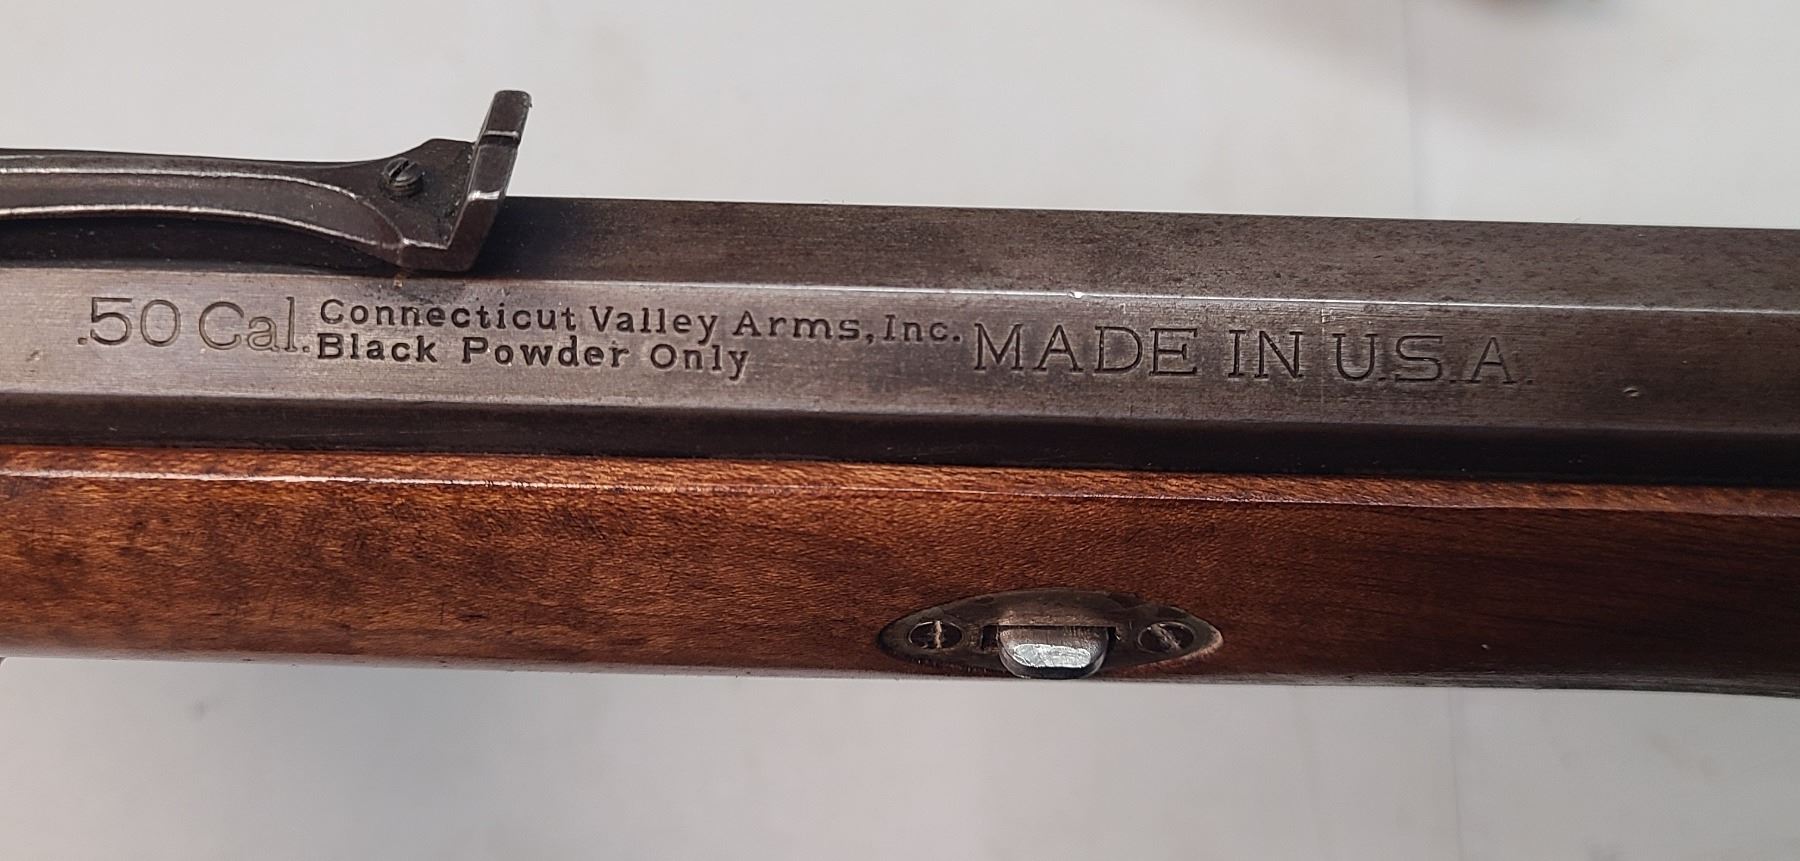 .50 Cal. Connecticut Valley Arms, Inc. MADE IN U.S.A.
Black Powder Only